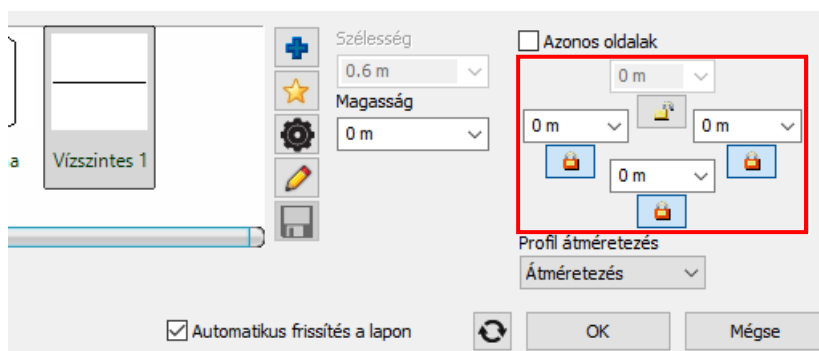 Szélesség
Azonos oldalak
0.6 m
0 m
Magasság
0 m
0 m
0 m
a
Vízszintes 1
0 m
Profil átméretezés
Átméretezés
Automatikus frissítés a lapon
OK
Mégse